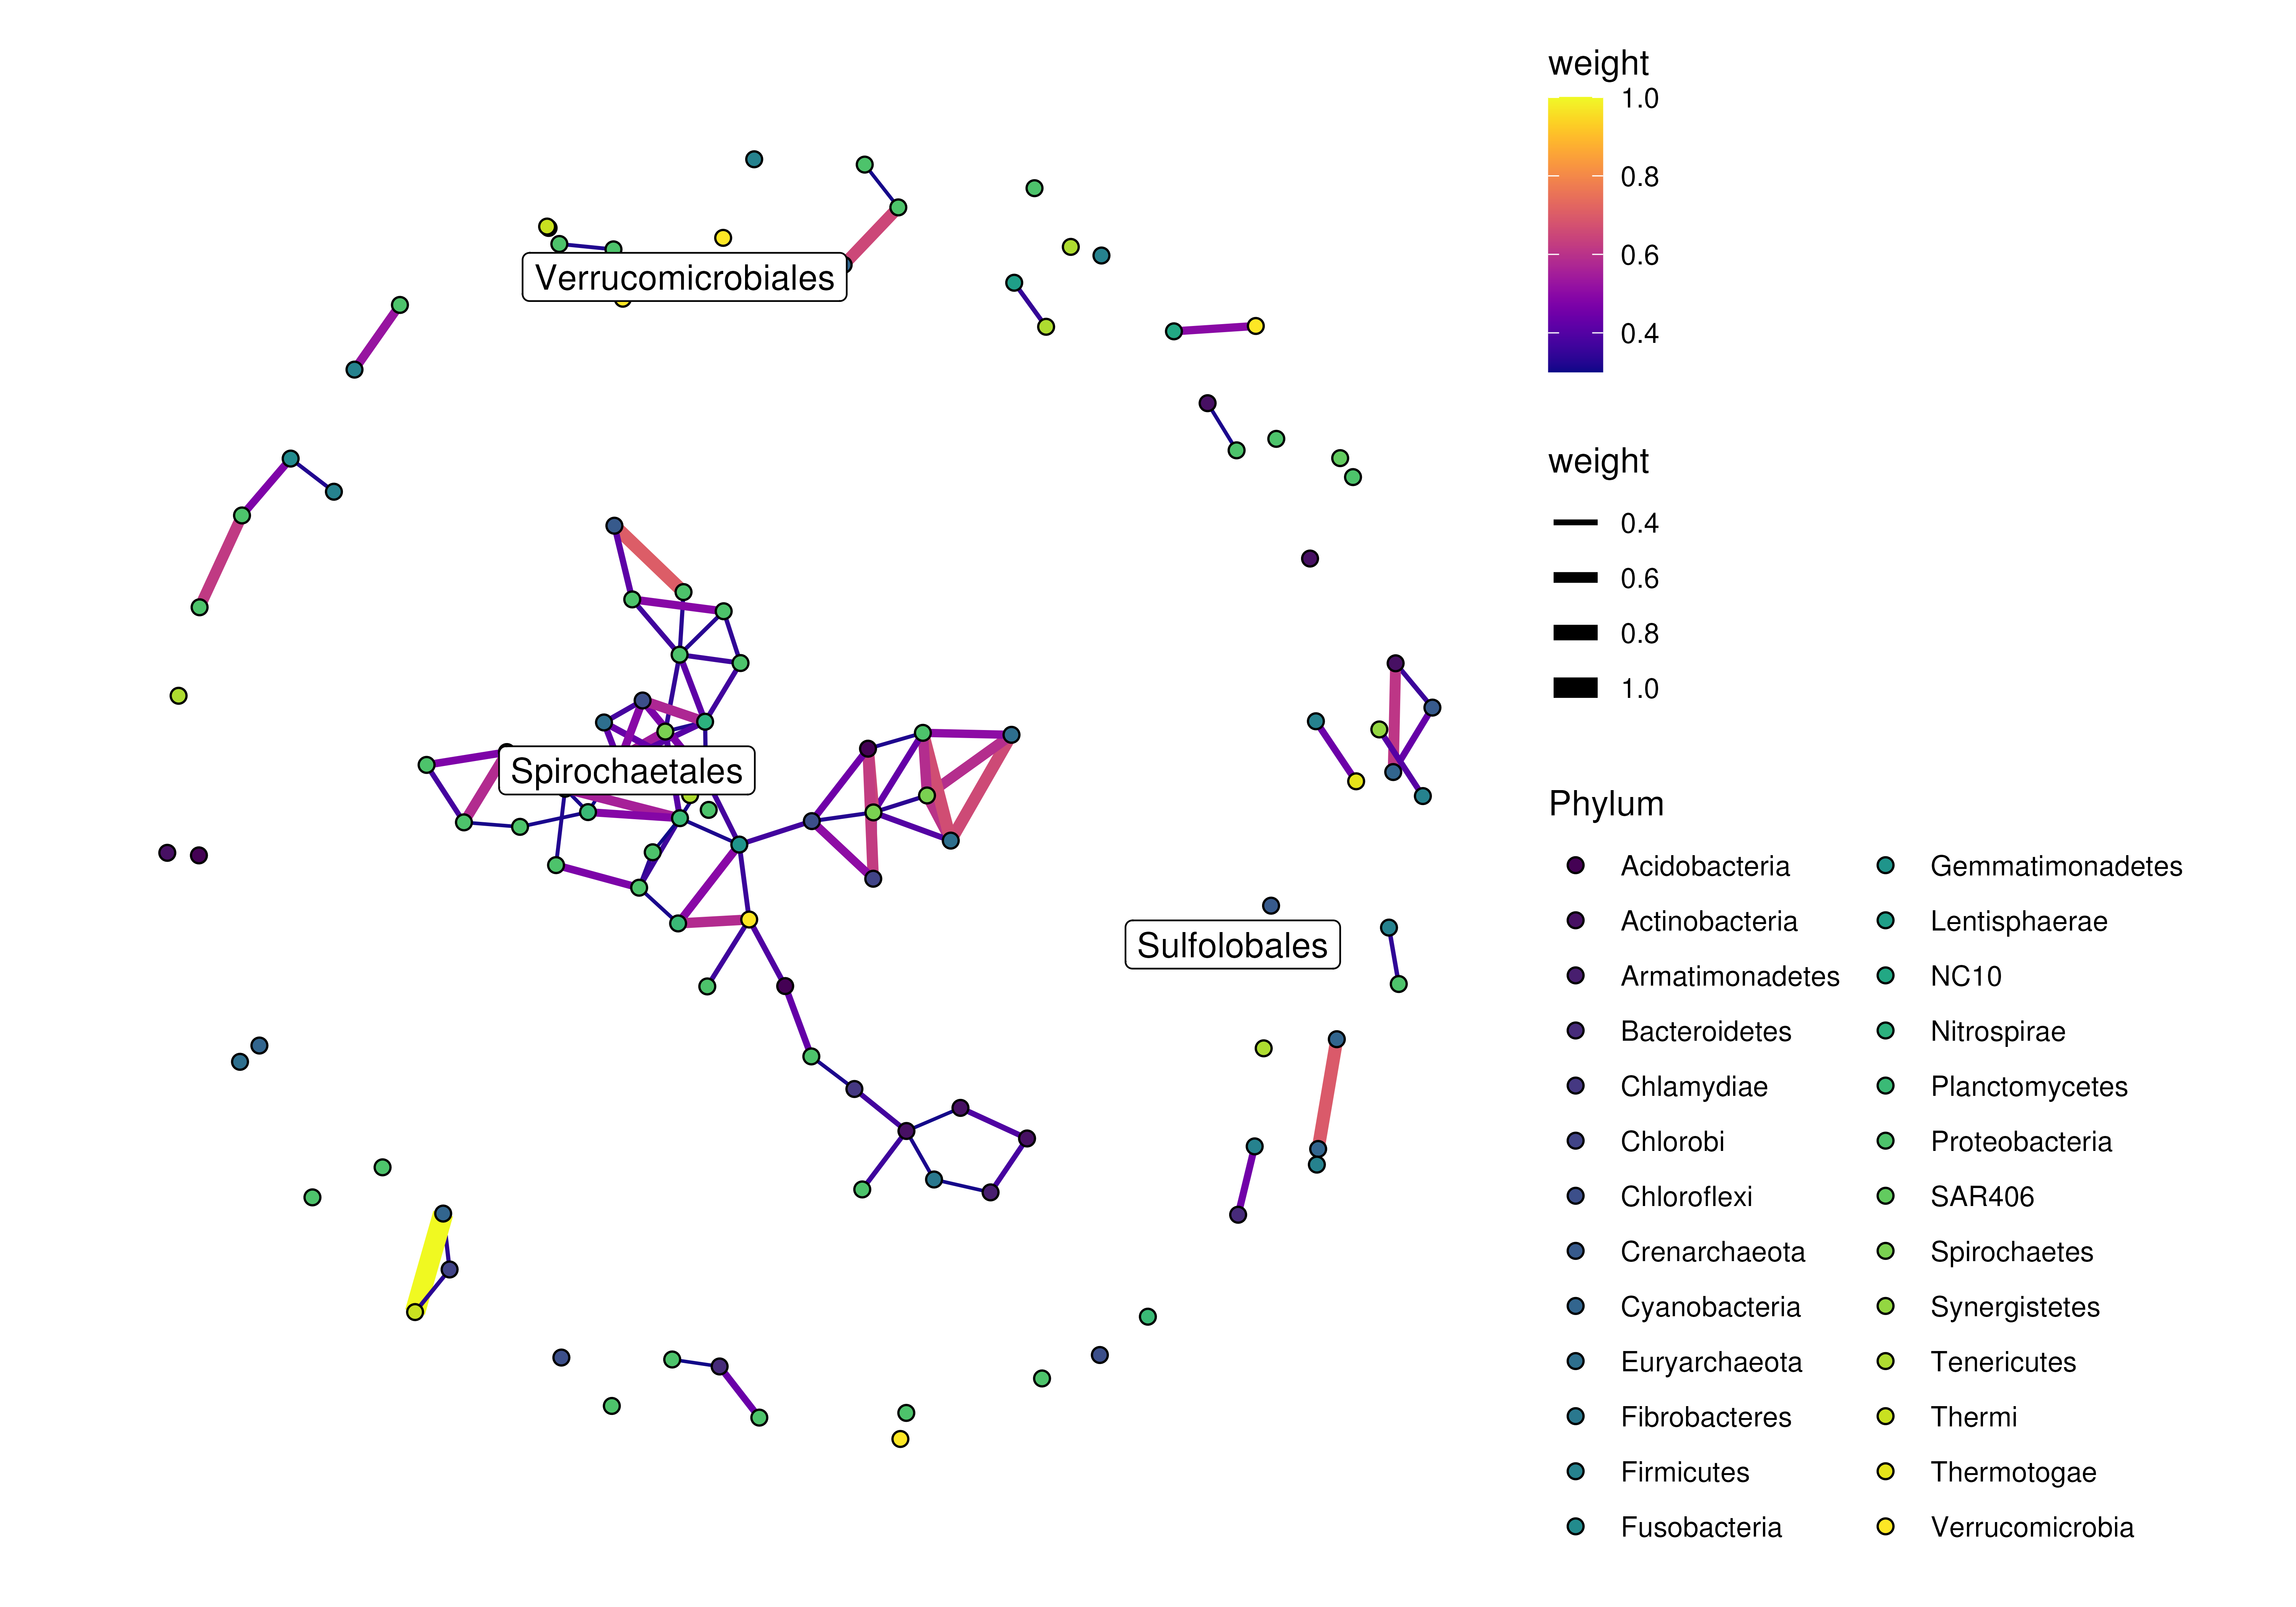 Verrucomicrobiales
Spirochaetales
Sulfolobales
weight
1.0
0.8
0.6
0.4
weight
0.4
0.6
0.8
1.0
Phylum
Acidobacteria
Actinobacteria
Armatimonadetes
Bacteroidetes
Chlamydiae
Chlorobi
Chloroflexi
Crenarchaeota
Cyanobacteria
Euryarchaeota
Fibrobacteres
Firmicutes
Fusobacteria
Gemmatimonadetes
Lentisphaerae
NC10
Nitrospirae
Planctomycetes
Proteobacteria
SAR406
Spirochaetes
Synergistetes
Tenericutes
Thermi
Thermotogae
Verrucomicrobia